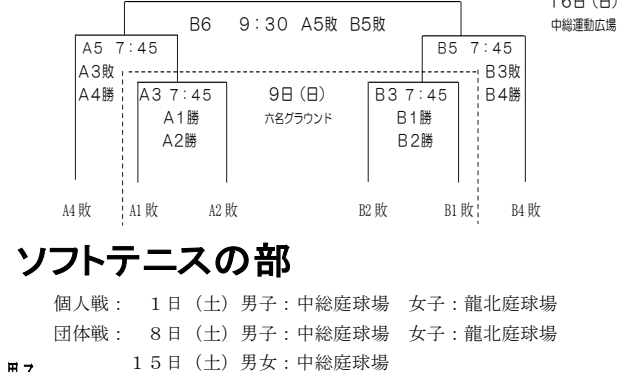 16日(日)
中総運動広場
B6　9:30 A5敗 B5敗
A5 7:45
B5 7:45
A3敗
B3敗
A4勝
A3 7:45
9日(日)
B3 7:45
B4勝
A1勝
六名グラウンド
B1勝
A2勝
B2勝
A4敗 A1敗 A2敗 B2敗 B1敗 B4敗
ソフトテニスの部
個人戦：　1日（土）男子：中総庭球場　女子：龍北庭球場
団体戦：　8日（土）男子：中総庭球場　女子：龍北庭球場
15日（土）男女：中総庭球場